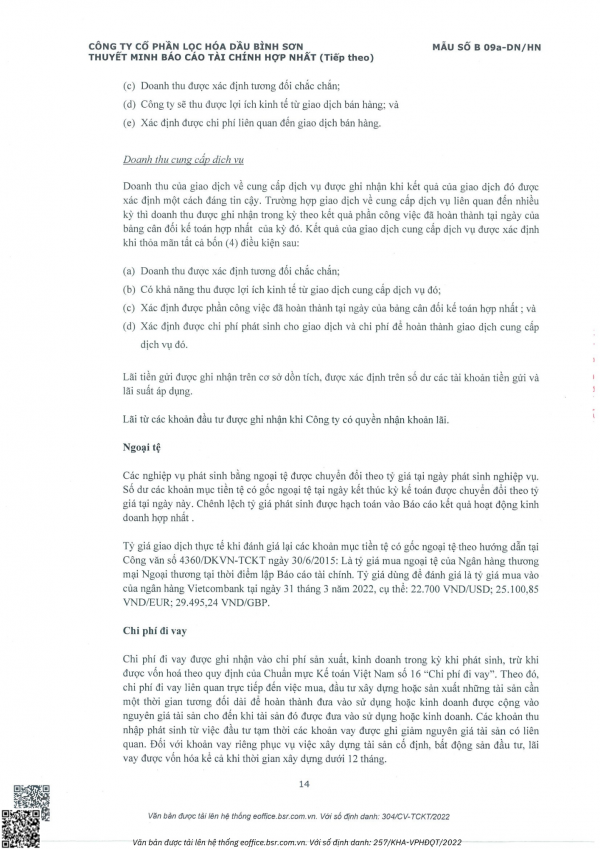 CÔNG TY CỔ PHẦN LỌC HÓA DẦU BÌNH SƠN
MẪU SỐ B 09a-DN/HN
THUYẾT MINH BÁO CÁO TÀI CHÍNH HỢP NHẤT (Tiếp theo)
(c) Doanh thu được xác định tương đối chắc chắn;
(d) Công ty sẽ thu được lợi ích kinh tế từ giao dịch bán hàng; và
(e) Xác định được chi phí liên quan đến giao dịch bán hàng.
Doanh thu cung cấp dịch vụ
Doanh thu của giao dịch về cung cấp dịch vụ được ghi nhận khi kết quả của giao dịch đó được
xác định một cách đáng tin cậy. Trường hợp giao dịch về cung cấp dịch vụ liên quan đến nhiều
kỳ thì doanh thu được ghi nhận trong kỳ theo kết quả phần công việc đã hoàn thành tại ngày của
bảng cân đối kế toán hợp nhất của kỳ đó. Kết quả của giao dịch cung cấp dịch vụ được xác định
khi thỏa mãn tất cả bốn (4) điều kiện sau:
(a) Doanh thu được xác định tương đối chắc chắn;
(b) Có khả năng thu được lợi ích kinh tế từ giao dịch cung cấp dịch vụ đó;
(c) Xác định được phần công việc đã hoàn thành tại ngày của bảng cân đối kế toán hợp nhất ; và
(d) Xác định được chi phí phát sinh cho giao dịch và chi phí để hoàn thành giao dịch cung cấp
dịch vụ đó.
Lãi tiền gửi được ghi nhận trên cơ sở dồn tích, được xác định trên số dư các tài khoản tiền gửi và
lãi suất áp dụng.
Lãi từ các khoản đầu tư được ghi nhận khi Công ty có quyền nhận khoản lãi.
Ngoại tệ
Các nghiệp vụ phát sinh bằng ngoại tệ được chuyển đổi theo tỷ giá tại ngày phát sinh nghiệp vụ.
Số dư các khoản mục tiền tệ có gốc ngoại tệ tại ngày kết thúc kỳ kế toán được chuyển đổi theo tỷ
giá tại ngày này. Chênh lệch tỷ giá phát sinh được hạch toán vào Báo cáo kết quả hoạt động kinh
doanh hợp nhất .
Tỷ giá giao dịch thực tế khi đánh giá lại các khoản mục tiền tệ có gốc ngoại tệ theo hướng dẫn tại
Công văn số 4360/DKVN-TCKT ngày 30/6/2015: Là tỷ giá mua ngoại tệ của Ngân hàng thương
mại Ngoại thương tại thời điểm lập Báo cáo tài chính. Tỷ giá dùng để đánh giá là tỷ giá mua vào
của ngân hàng Vietcombank tại ngày 31 tháng 3 năm 2022, cụ thể: 22.700 VND/USD; 25.100,85
VND/EUR; 29.495,24 VND/GBP.
Chi phí đi vay
Chi phí đi vay được ghi nhận vào chi phí sản xuất, kinh doanh trong kỳ khi phát sinh, trừ khi
được vốn hoá theo quy định của Chuẩn mực Kế toán Việt Nam số 16 "Chi phí đi vay". Theo đó,
chi phí đi vay liên quan trực tiếp đến việc mua, đầu tư xây dựng hoặc sản xuất những tài sản cần
một thời gian tương đối dài để hoàn thành đưa vào sử dụng hoặc kinh doanh được cộng vào
nguyên giá tài sản cho đến khi tài sản đó được đưa vào sử dụng hoặc kinh doanh. Các khoản thu
nhập phát sinh từ việc đầu tư tạm thời các khoản vay được ghi giảm nguyên giá tài sản có liên
quan. Đối với khoản vay riêng phục vụ việc xây dựng tài sản cố định, bất động sản đầu tư, lãi
vay được vốn hóa kể cả khi thời gian xây dựng dưới 12 tháng.
14
Văn bản được tải lên hệ thống eoffice.bsr.com.vn. Với số định danh: 304/CV-TCKT/2022
Văn bản được tải lên hệ thống eoffice.bsr.com.vn. Với số định danh: 257/KHA-VPHĐQT/2022